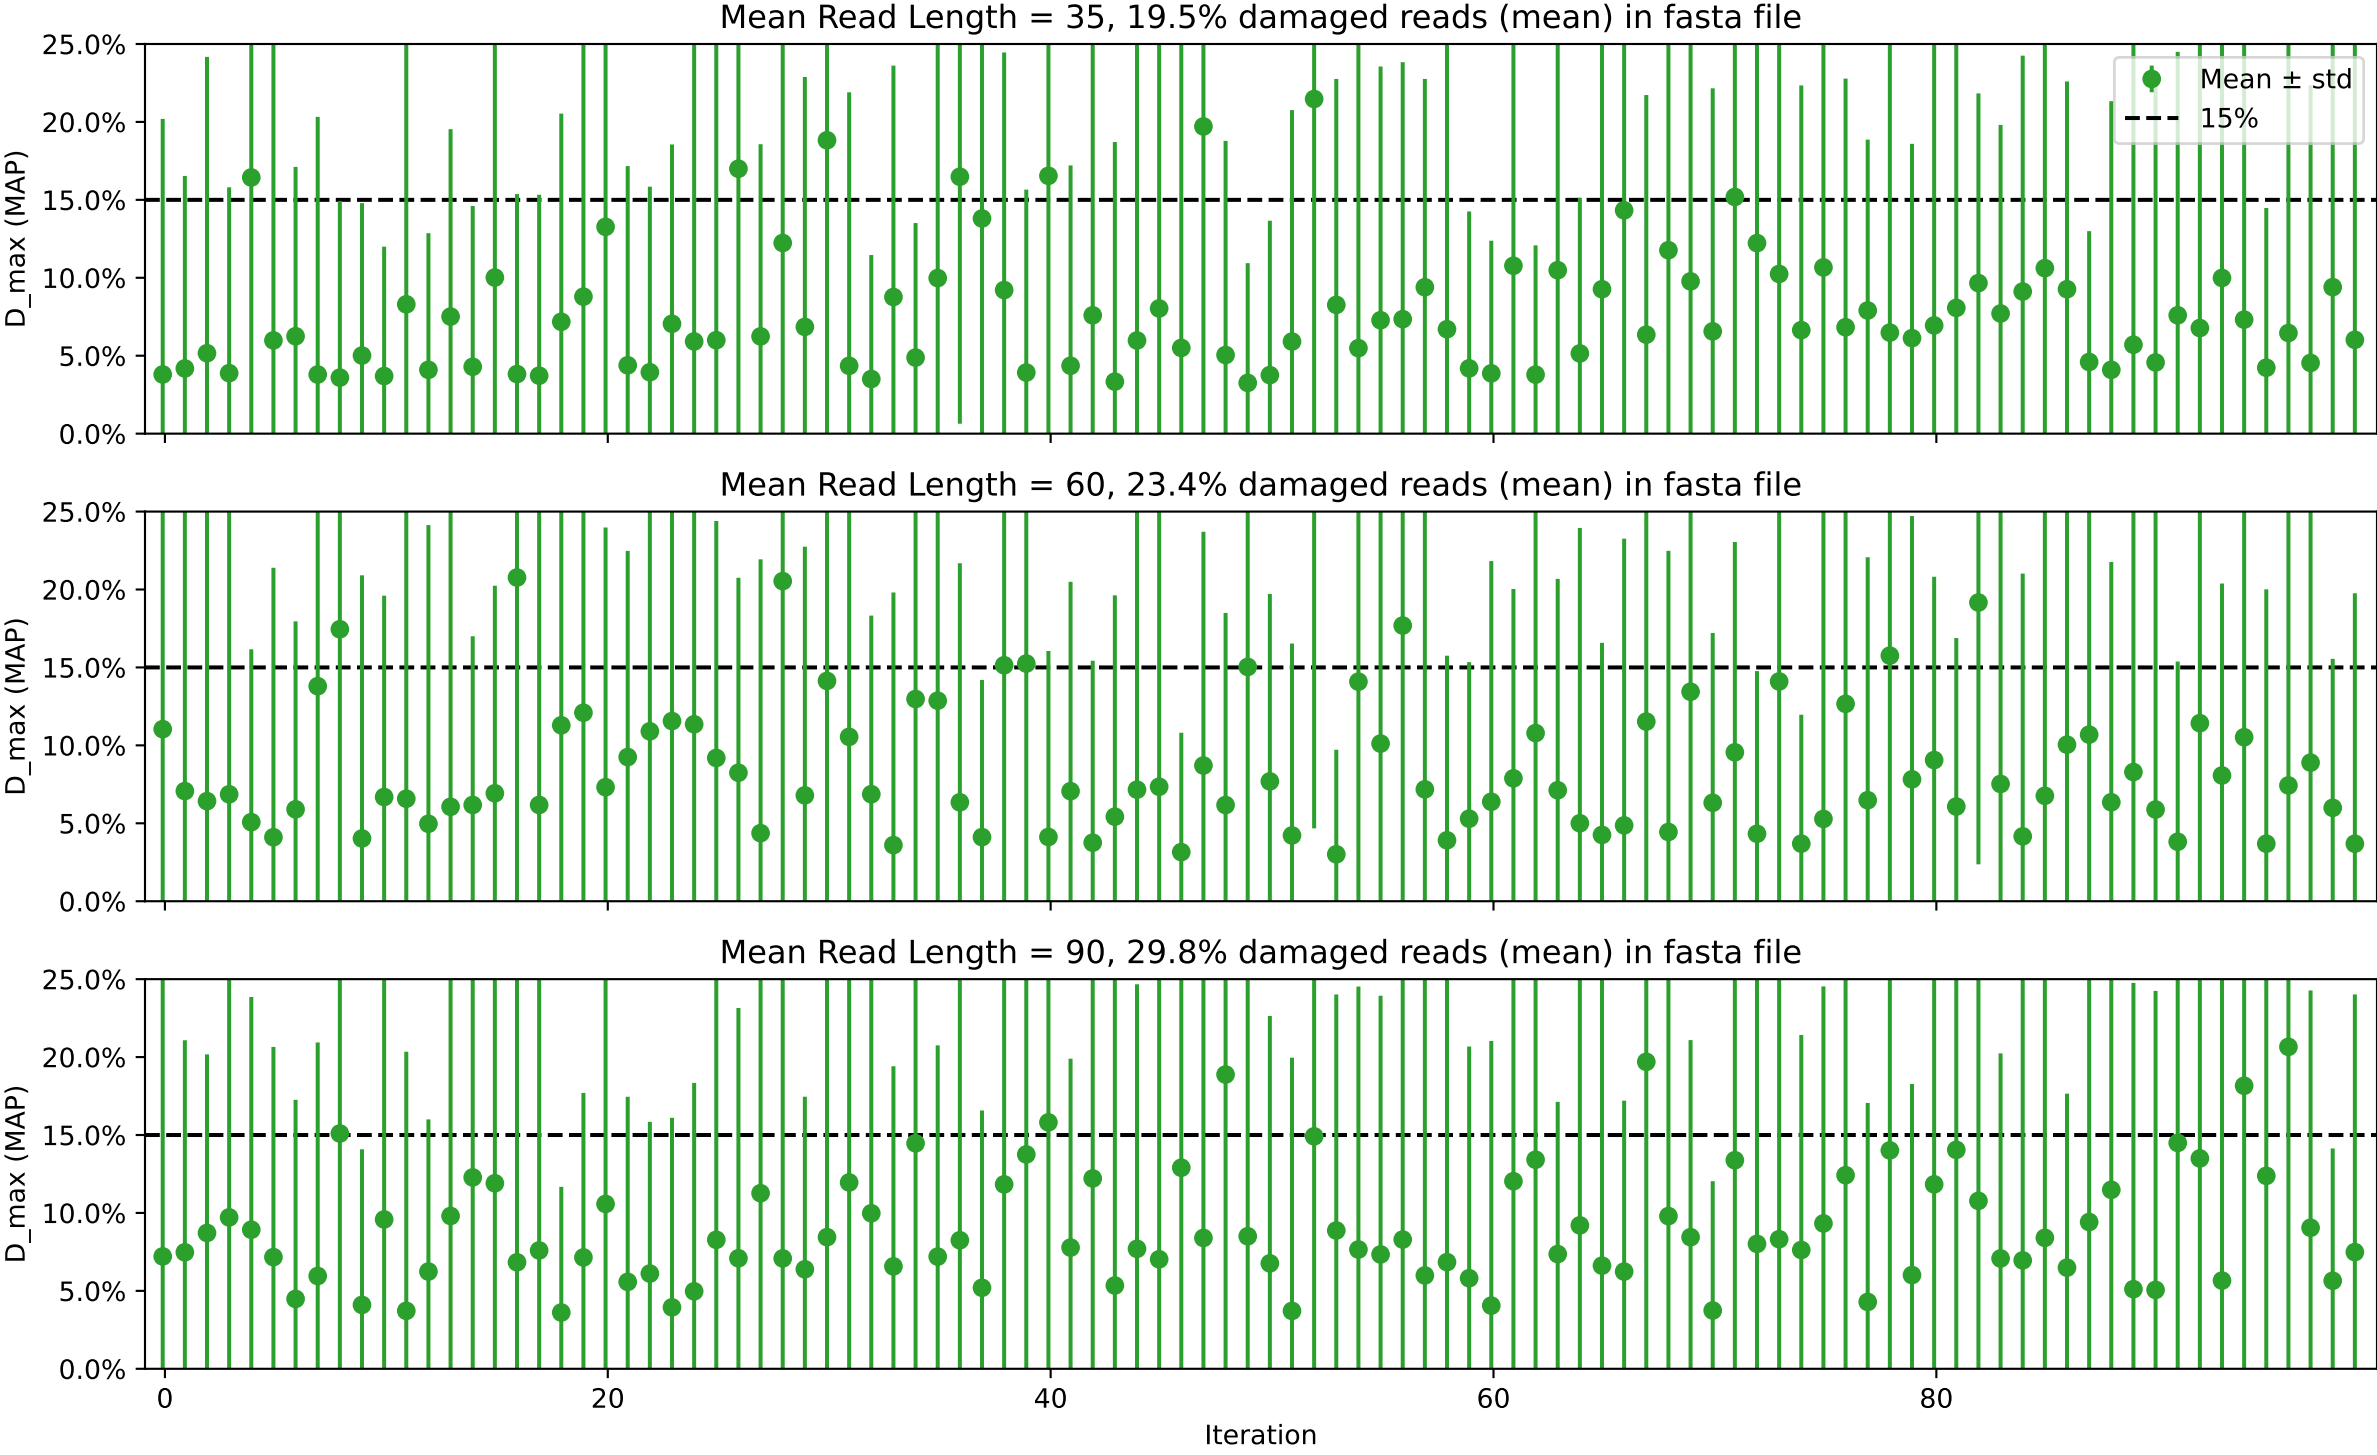 Mean Read Length = 35, 19.5% damaged reads (mean) in fasta file
25.0%
20.0%
15.0%
10.0%
5.0%
0.0%
D_max (MAP)
Mean ± std
15%
Mean Read Length = 60, 23.4% damaged reads (mean) in fasta file
25.0%
20.0%
15.0%
10.0%
5.0%
0.0%
D_max (MAP)
Mean Read Length = 90, 29.8% damaged reads (mean) in fasta file
25.0%
20.0%
15.0%
10.0%
5.0%
0.0%
D_max (MAP)
0 20 40 60 80
Iteration